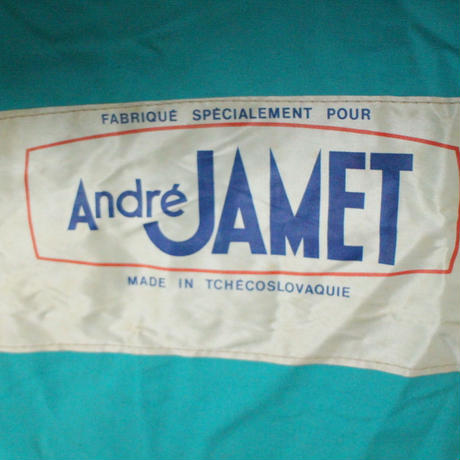 FABRIQUÉ SPÉCIALEMENT POUR
André JAMET
MADE IN TCHÉCOSLOVAQUIE